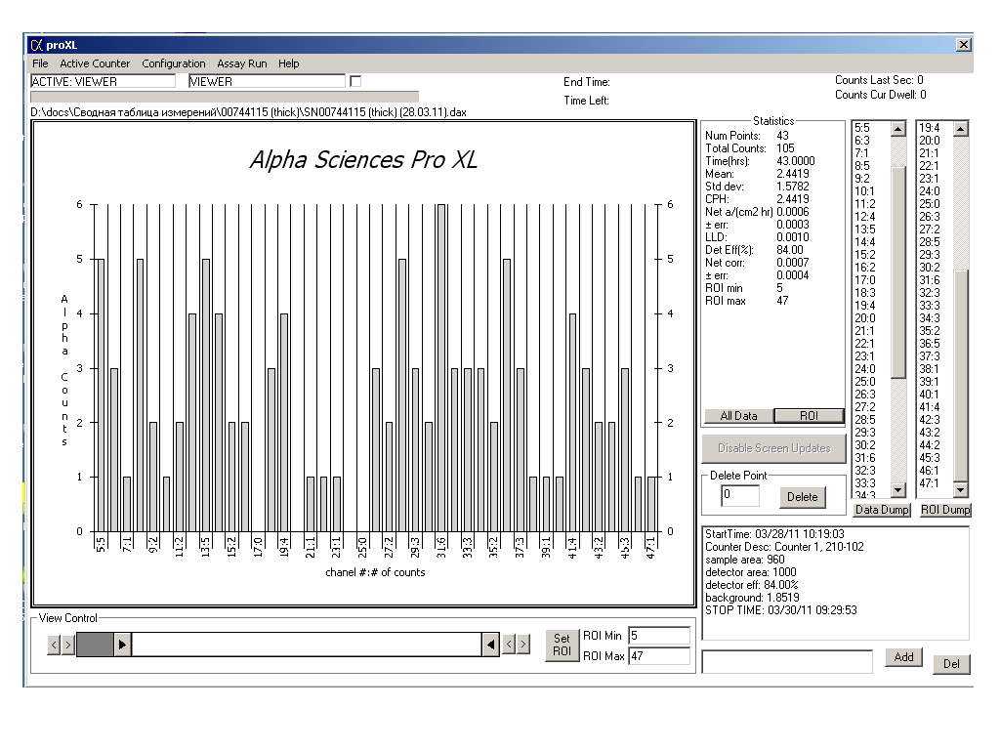 proXL
File Active Counter Configuration Assay Run Help
ACTIVE: VIEWER VIEWER
End Time:
Time Left:
Counts Last Sec: 0
Counts Cur Dwell: 0
D:\docs\Сводная таблица измерений\00744115 (thick)\SN00744115 (thick) (28.03.11).dax
Alpha Sciences Pro XL
Alpha Counts
6 6
5 5
4 4
3 3
2 2
1 1
0 0
5:5 7:1 9:2 11:2 13:5 15:2 17:0 19:4 21:1 23:1 25:0 27:2 29:3 31:6 33:3 35:2 37:3 39:1 41:4 43:2 45:3 47:1
chanel #:# of counts
Statistics
Num Points: 43
Total Counts: 105
Time(hrs): 43.0000
Mean: 2.4419
Std dev: 1.5782
CPH: 2.4419
Net a/(cm2 hr) 0.0006
± err: 0.0003
LLD: 0.0010
Det Eff(%): 84.00
Net corr: 0.0007
± err: 0.0004
ROI min 5
ROI max 47
All Data ROI
Disable Screen Updates
Delete Point
0 Delete
5:5
6:3
7:1
8:5
9:2
10:1
11:2
12:4
13:5
14:4
15:2
16:2
17:0
18:3
19:4
20:0
21:1
22:1
23:1
24:0
25:0
26:3
27:2
28:5
29:3
30:2
31:6
32:3
33:3
34:3
Data Dump
19:4
20:0
21:1
22:1
23:1
24:0
25:0
26:3
27:2
28:5
29:3
30:2
31:6
32:3
33:3
34:3
35:2
36:5
37:3
38:1
39:1
40:1
41:4
42:3
43:2
44:2
45:3
46:1
47:1
ROI Dump
StartTime: 03/28/11 10:19:03
Counter Desc: Counter 1, 210-102
sample area: 960
detector area: 1000
detector eff: 84.00%
background: 1.8519
STOP TIME: 03/30/11 09:29:53
Add Del
View Control
< > < >
Set ROI
ROI Min 5
ROI Max 47